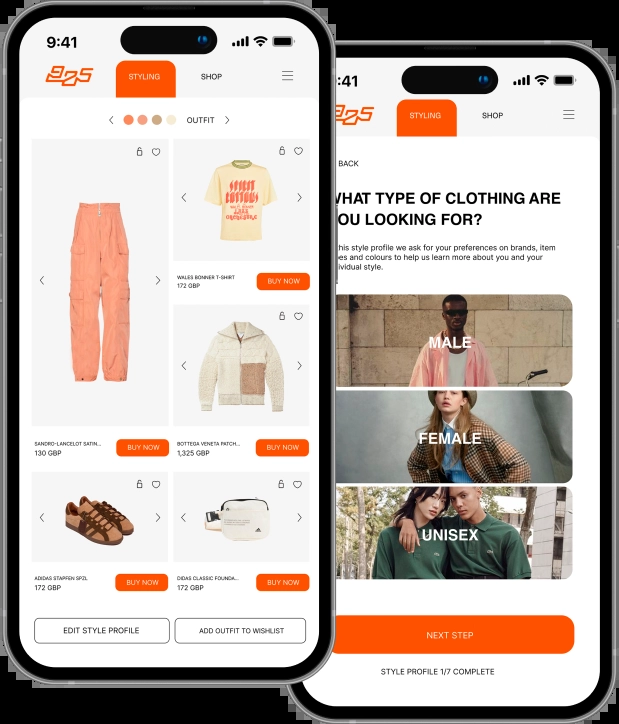 9:41
925
STYLING
SHOP
OUTFIT
WALES BONNER T-SHIRT
172 GBP
BUY NOW
SANDRO-LANCELOT SATIN...
130 GBP
BUY NOW
BOTTEGA VENETA PATCH...
1,325 GBP
BUY NOW
ADIDAS STAPFEN SPZL
172 GBP
BUY NOW
DIDAS CLASSIC FOUNDA...
172 GBP
BUY NOW
EDIT STYLE PROFILE
ADD OUTFIT TO WISHLIST
:41
STYLING
SHOP
BACK
WHAT TYPE OF CLOTHING ARE
OU LOOKING FOR?
his style profile we ask for your preferences on brands, item
es and colours to help us learn more about you and your
ividual style.
MALE
FEMALE
UNISEX
NEXT STEP
STYLE PROFILE 1/7 COMPLETE